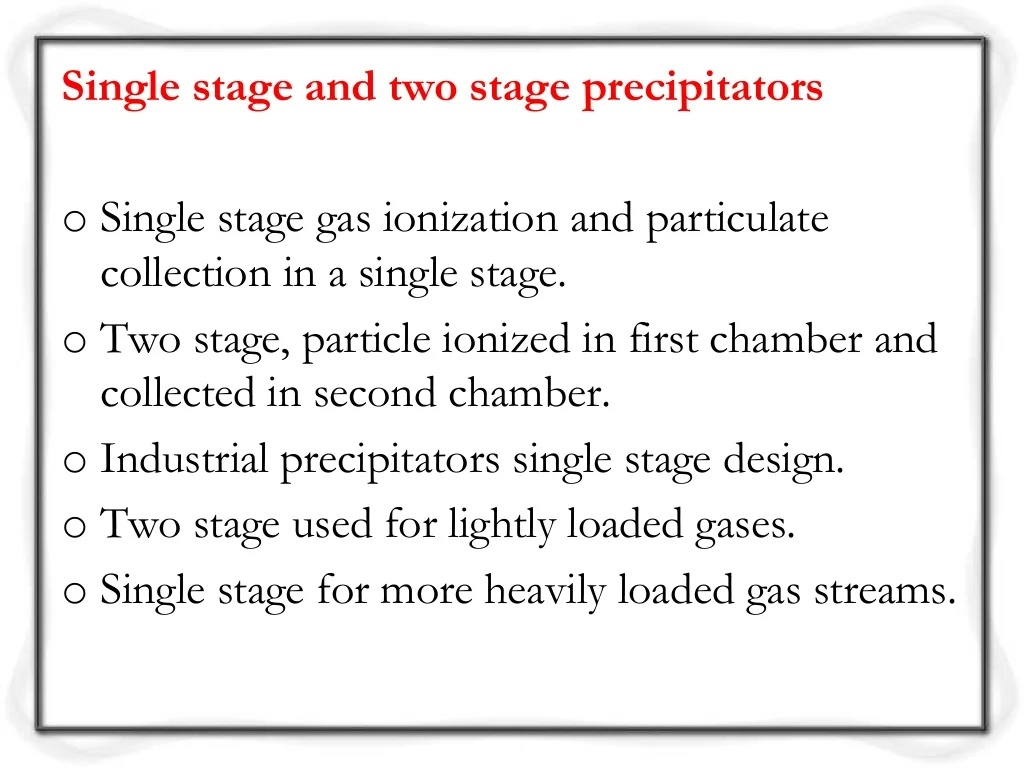 Single stage and two stage precipitators
o Single stage gas ionization and particulate
collection in a single stage.
o Two stage, particle ionized in first chamber and
collected in second chamber.
o Industrial precipitators single stage design.
o Two stage used for lightly loaded gases.
o Single stage for more heavily loaded gas streams.